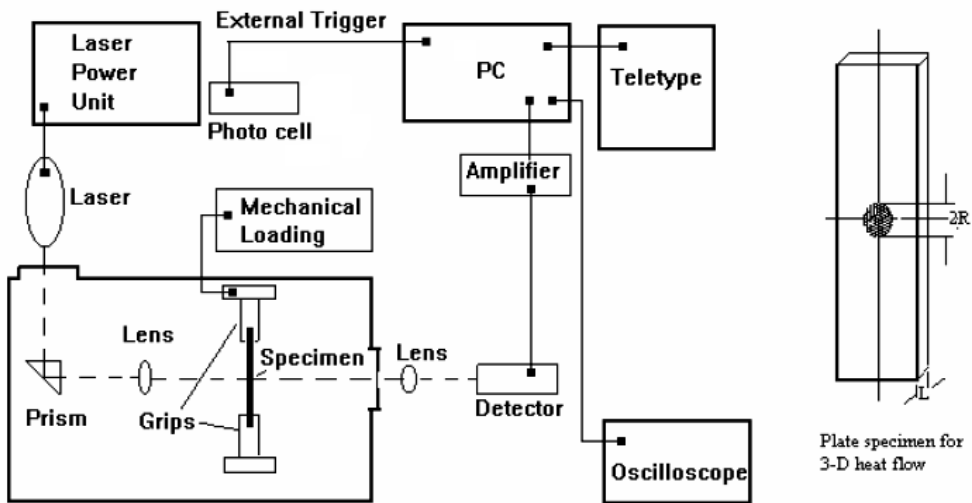 External Trigger
Laser
Power
Unit
PC
Teletype
Photo cell
Amplifier
Laser
Mechanical
Loading
2R
Lens
Specimen
Lens
Prism
Grips
Detector
L
Oscilloscope
Plate specimen for
3-D heat flow